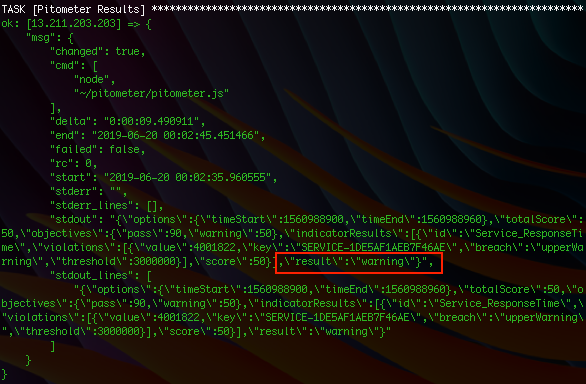 TASK [Pitometer Results] ************************************************************************
ok: [13.211.203.203] => {
    "msg": {
        "changed": true,
        "cmd": [
            "node",
            "~/pitometer/pitometer.js"
        ],
        "delta": "0:00:09.490911",
        "end": "2019-06-20 00:02:45.451466",
        "failed": false,
        "rc": 0,
        "start": "2019-06-20 00:02:35.960555",
        "stderr": "",
        "stderr_lines": [],
        "stdout": "{\"options\":{\"timeStart\":1560988900,\"timeEnd\":1560988960},\"totalScore\":
50,\"objectives\":{\"pass\":90,\"warning\":50},\"indicatorResults\":[{\"id\":\"Service_ResponseTi
me\",\"violations\":[{\"value\":4001822,\"key\":\"SERVICE-1DE5AF1AEB7F46AE\",\"breach\":\"upperWa
rning\",\"threshold\":3000000}],\"score\":50}],\"result\":\"warning\"}",
        "stdout_lines": [
            "{\"options\":{\"timeStart\":1560988900,\"timeEnd\":1560988960},\"totalScore\":50,\"o
bjectives\":{\"pass\":90,\"warning\":50},\"indicatorResults\":[{\"id\":\"Service_ResponseTime\",\
"violations\":[{\"value\":4001822,\"key\":\"SERVICE-1DE5AF1AEB7F46AE\",\"breach\":\"upperWarning\
",\"threshold\":3000000}],\"score\":50}],\"result\":\"warning\"}"
        ]
    }
}